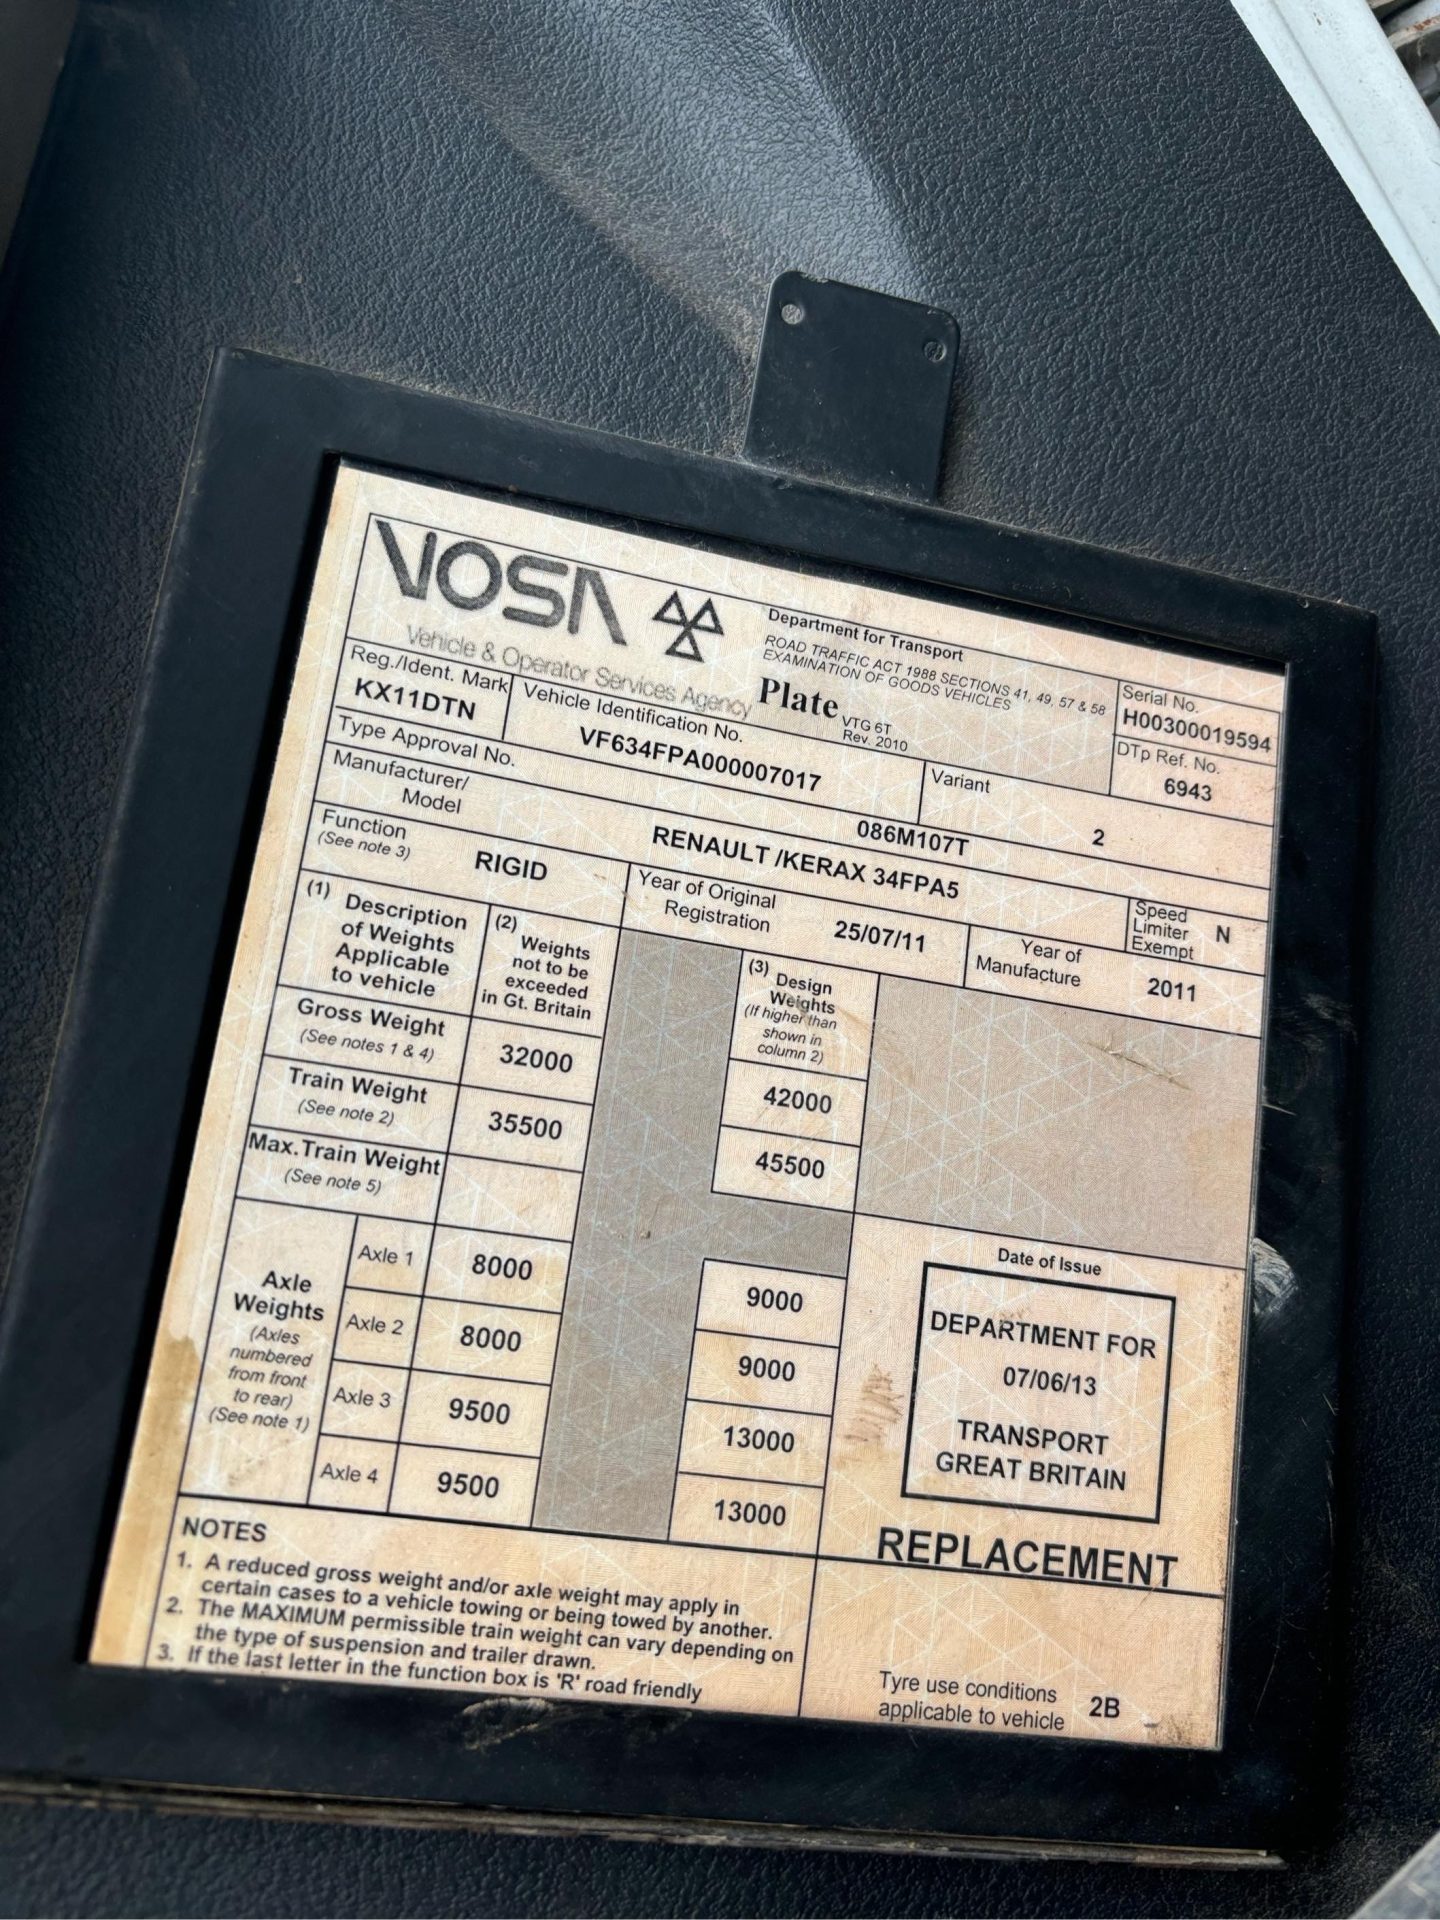 VOSA
Vehicle & Operator Services Agency
Department for Transport
ROAD TRAFFIC ACT 1988 SECTIONS 41, 49, 57 & 58
EXAMINATION OF GOODS VEHICLES
Plate VTG 6T
Rev. 2010
Serial No.
H00300019594
DTp Ref. No.
6943
Reg./Ident. Mark
KX11DTN
Vehicle Identification No.
VF634FPA000007017
Variant
2
Type Approval No.
086M107T
Manufacturer/
Model
RENAULT /KERAX 34FPA5
Speed
Limiter
Exempt
N
Function
(See note 3)
RIGID
Year of Original
Registration
25/07/11
Year of
Manufacture
2011
(1) Description
of Weights
Applicable
to vehicle
(2)
Weights
not to be
exceeded
in Gt. Britain
(3)
Design
Weights
(If higher than
shown in
column 2)
Gross Weight
(See notes 1 & 4)
32000
42000
Train Weight
(See note 2)
35500
45500
Max.Train Weight
(See note 5)
Axle
Weights
(Axles
numbered
from front
to rear)
(See note 1)
Axle 1
8000
9000
Axle 2
8000
9000
Axle 3
9500
13000
Axle 4
9500
13000
Date of Issue
DEPARTMENT FOR
07/06/13
TRANSPORT
GREAT BRITAIN
REPLACEMENT
NOTES
1. A reduced gross weight and/or axle weight may apply in
certain cases to a vehicle towing or being towed by another.
2. The MAXIMUM permissible train weight can vary depending on
the type of suspension and trailer drawn.
3. If the last letter in the function box is 'R' road friendly
Tyre use conditions
applicable to vehicle
2B